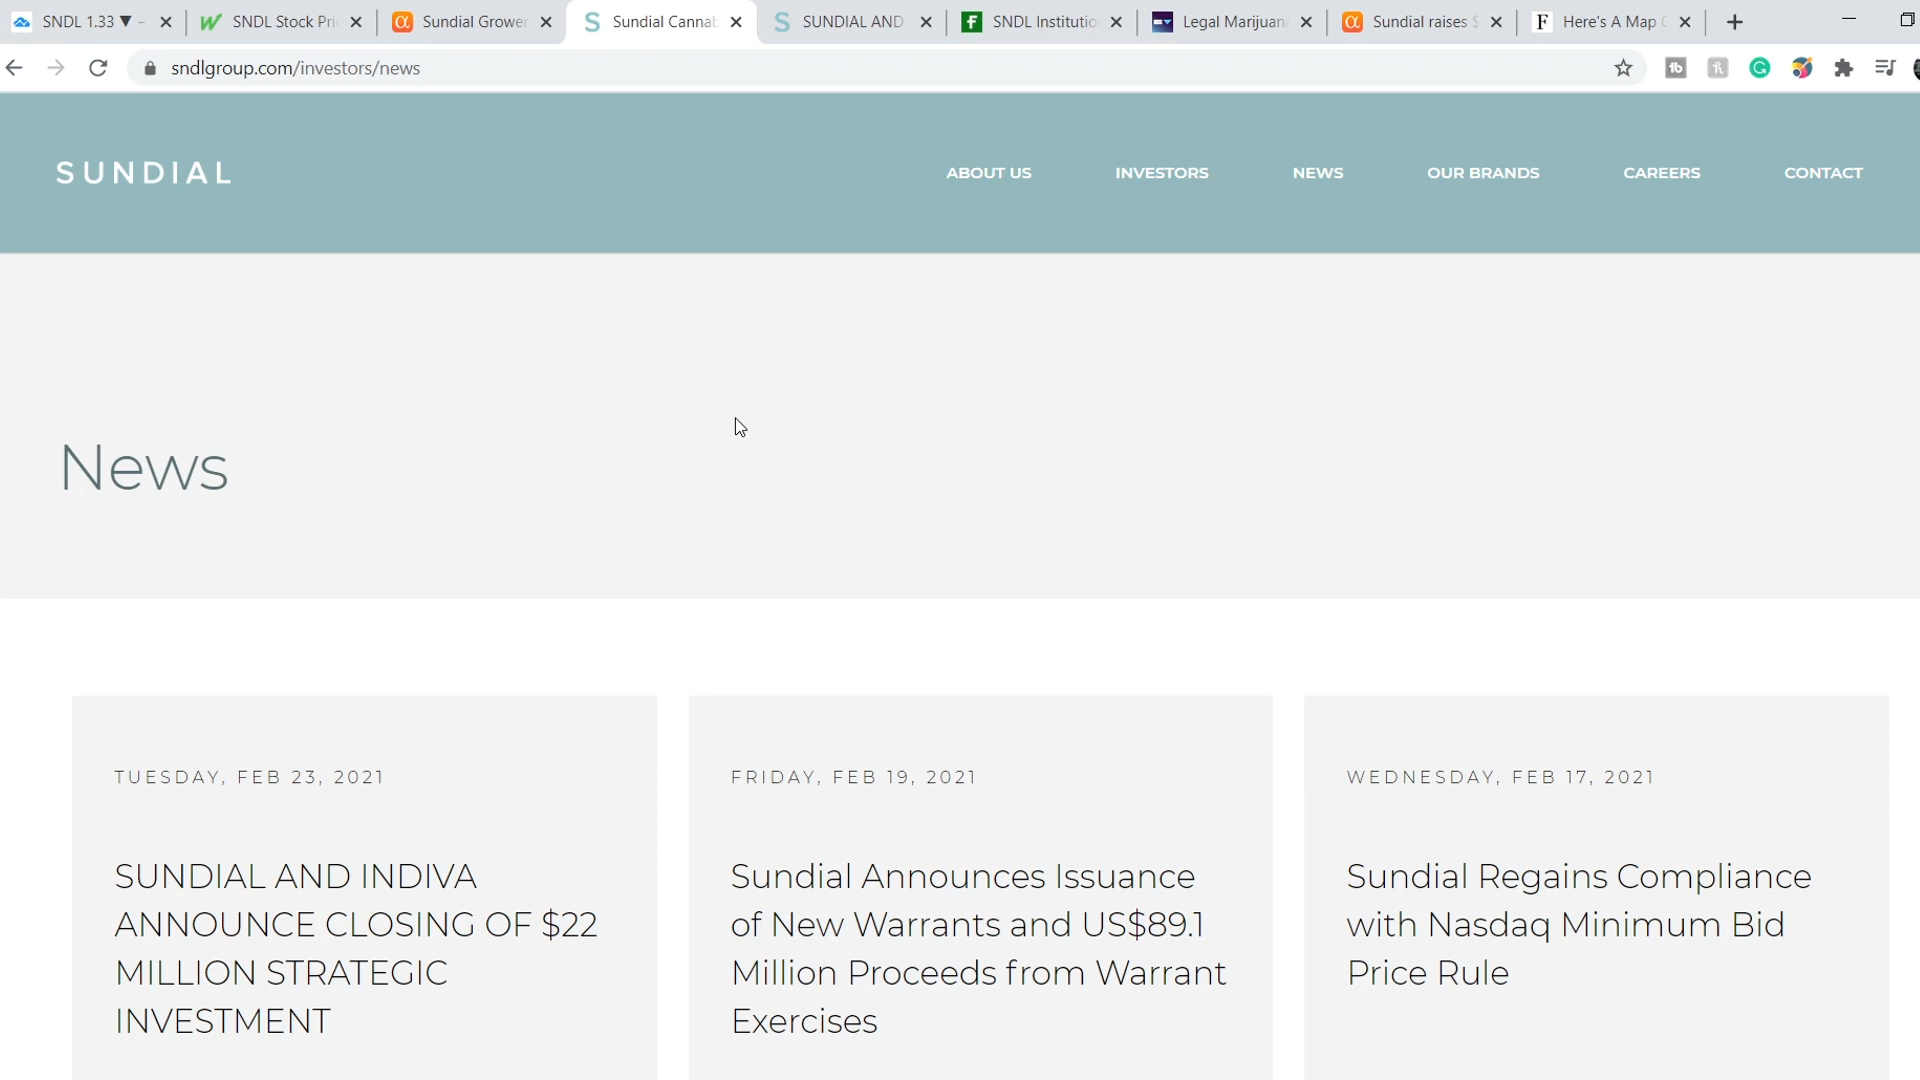 SNDL 1.33 ▼ -
SNDL Stock Pri
Sundial Grower
Sundial Cannab
SUNDIAL AND
SNDL Institutio
Legal Marijuana
Sundial raises $
Here's A Map O
sndlgroup.com/investors/news
SUNDIAL
ABOUT US
INVESTORS
NEWS
OUR BRANDS
CAREERS
CONTACT
News
TUESDAY, FEB 23, 2021
SUNDIAL AND INDIVA
ANNOUNCE CLOSING OF $22
MILLION STRATEGIC
INVESTMENT
FRIDAY, FEB 19, 2021
Sundial Announces Issuance
of New Warrants and US$89.1
Million Proceeds from Warrant
Exercises
WEDNESDAY, FEB 17, 2021
Sundial Regains Compliance
with Nasdaq Minimum Bid
Price Rule